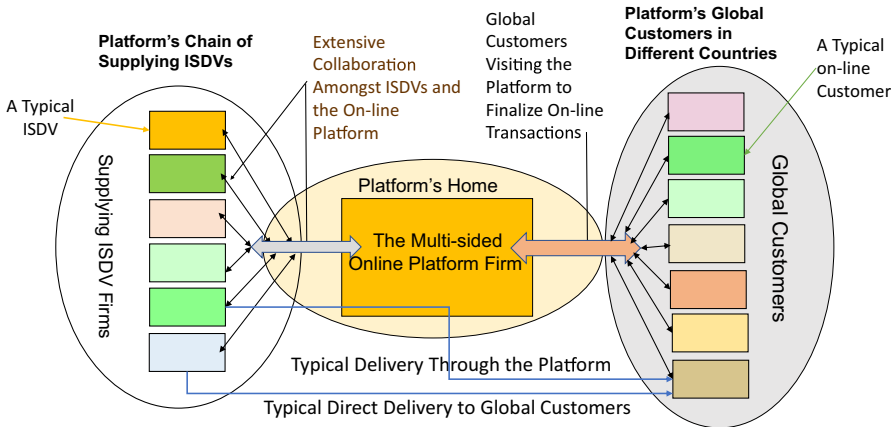 Platform's Chain of
Supplying ISDVs
Extensive
Collaboration
Amongst ISDVs and
the On-line
Platform
Global
Customers
Visiting the
Platform to
Finalize On-line
Transactions
Platform's Global
Customers in
Different Countries
A Typical
on-line
Customer
A Typical
ISDV
Supplying ISDV Firms
Platform's Home
The Multi-sided
Online Platform Firm
Global Customers
Typical Delivery Through the Platform
Typical Direct Delivery to Global Customers